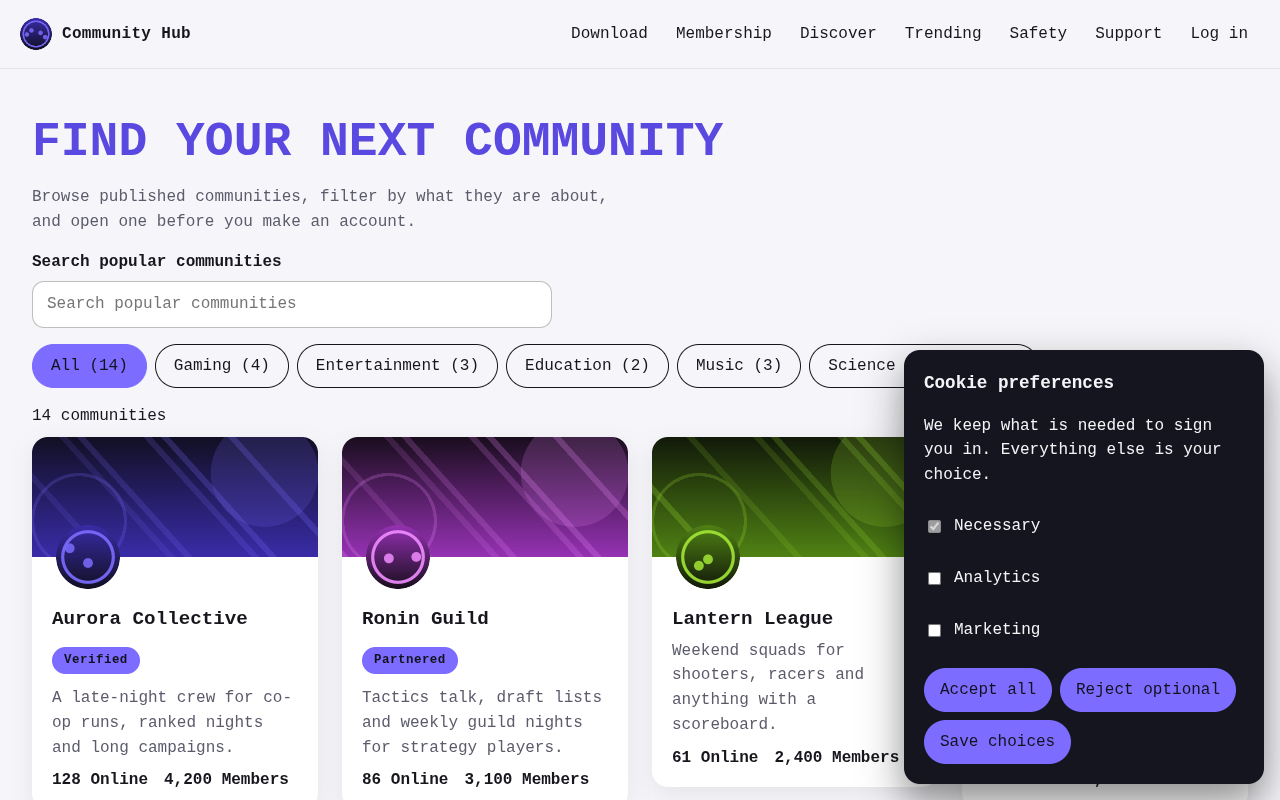 Community Hub
Download Membership Discover Trending Safety Support Log in
FIND YOUR NEXT COMMUNITY
Browse published communities, filter by what they are about,
and open one before you make an account.
Search popular communities
Search popular communities
All (14) Gaming (4) Entertainment (3) Education (2) Music (3) Science
14 communities
Aurora Collective
Verified
A late-night crew for co-
op runs, ranked nights
and long campaigns.
128 Online 4,200 Members
Ronin Guild
Partnered
Tactics talk, draft lists
and weekly guild nights
for strategy players.
86 Online 3,100 Members
Lantern League
Weekend squads for
shooters, racers and
anything with a
scoreboard.
61 Online 2,400 Members
Cookie preferences
We keep what is needed to sign
you in. Everything else is your
choice.
Necessary
Analytics
Marketing
Accept all Reject optional
Save choices